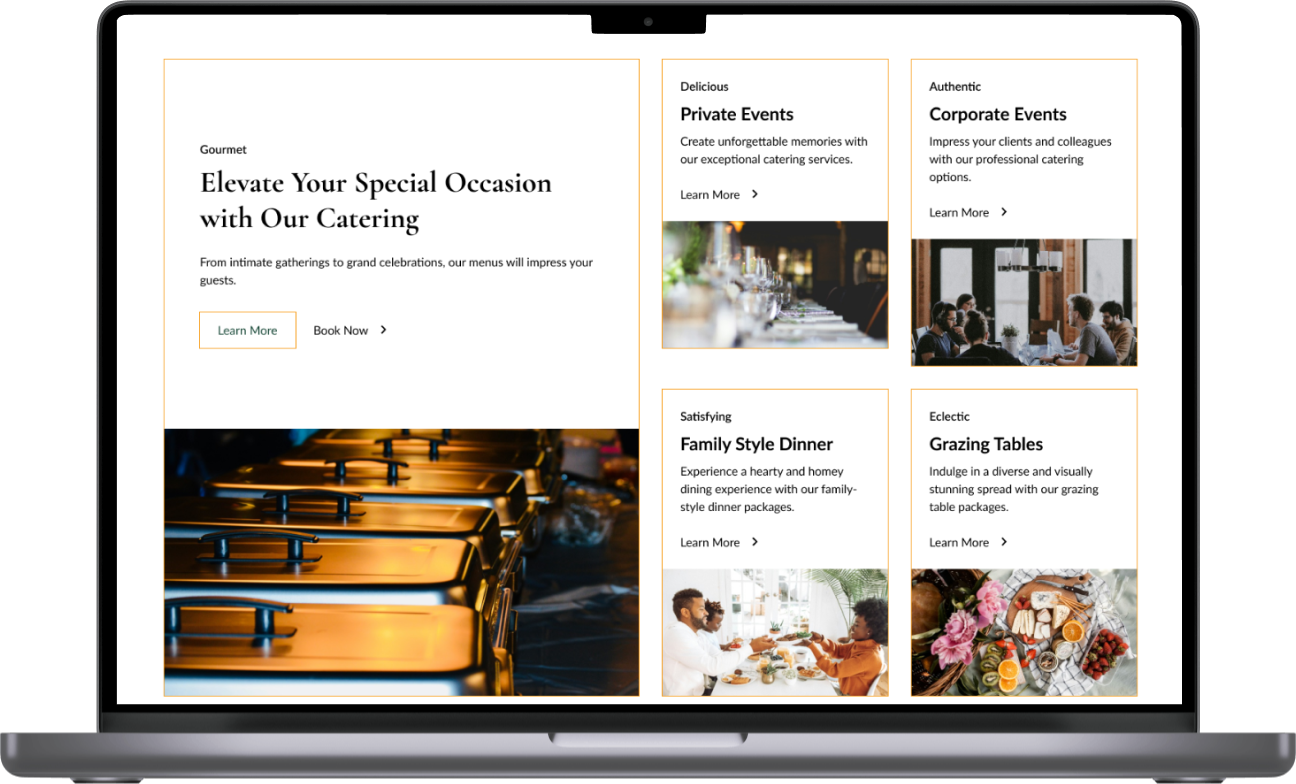 Gourmet
Elevate Your Special Occasion
with Our Catering
From intimate gatherings to grand celebrations, our menus will impress your
guests.
Learn More
Book Now
Delicious
Private Events
Create unforgettable memories with
our exceptional catering services.
Learn More
Authentic
Corporate Events
Impress your clients and colleagues
with our professional catering
options.
Learn More
Satisfying
Family Style Dinner
Experience a hearty and homey
dining experience with our family-
style dinner packages.
Learn More
Eclectic
Grazing Tables
Indulge in a diverse and visually
stunning spread with our grazing
table packages.
Learn More